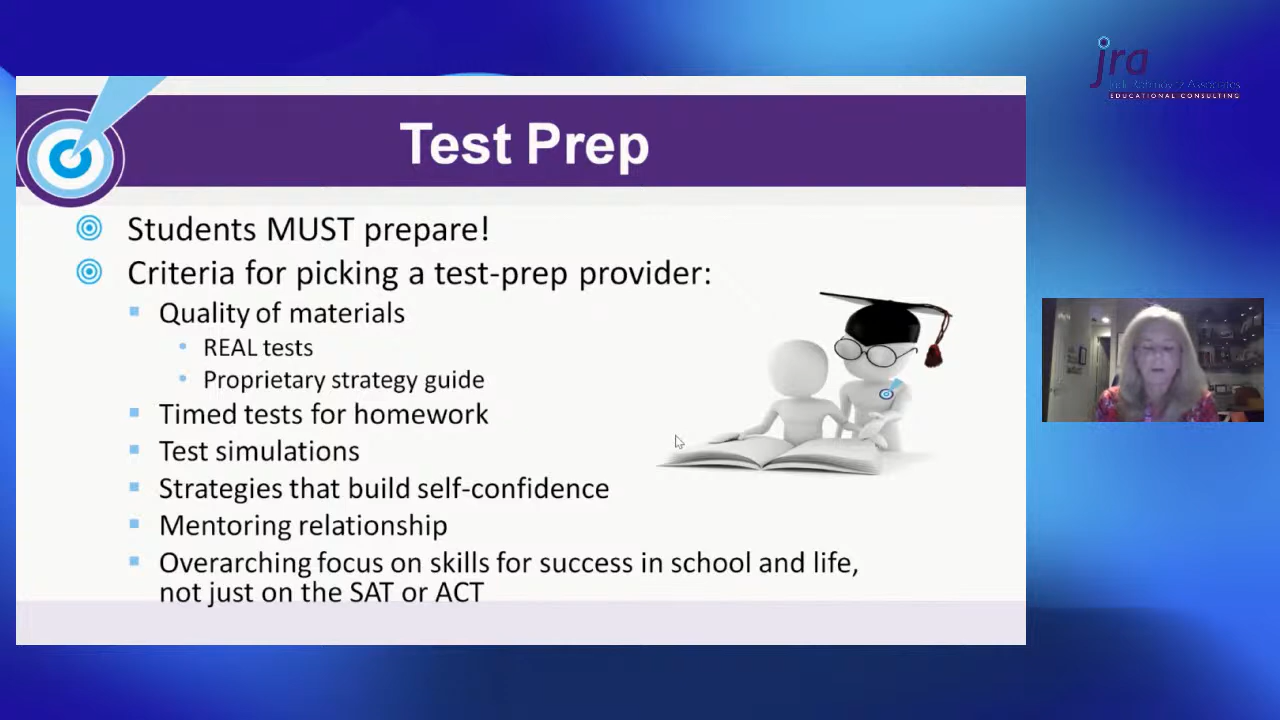 jra
Associates
EDUCATIONAL CONSULTING
Test Prep
Students MUST prepare!
Criteria for picking a test-prep provider:
Quality of materials
REAL tests
Proprietary strategy guide
Timed tests for homework
Test simulations
Strategies that build self-confidence
Mentoring relationship
Overarching focus on skills for success in school and life,
not just on the SAT or ACT